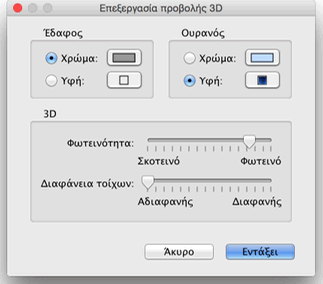 Επεξεργασία προβολής 3D
Έδαφος
Χρώμα:
Υφή:
Ουρανός
Χρώμα:
Υφή:
3D
Φωτεινότητα:
Σκοτεινό Φωτεινό
Διαφάνεια τοίχων:
Αδιαφανής Διαφανής
Άκυρο Εντάξει